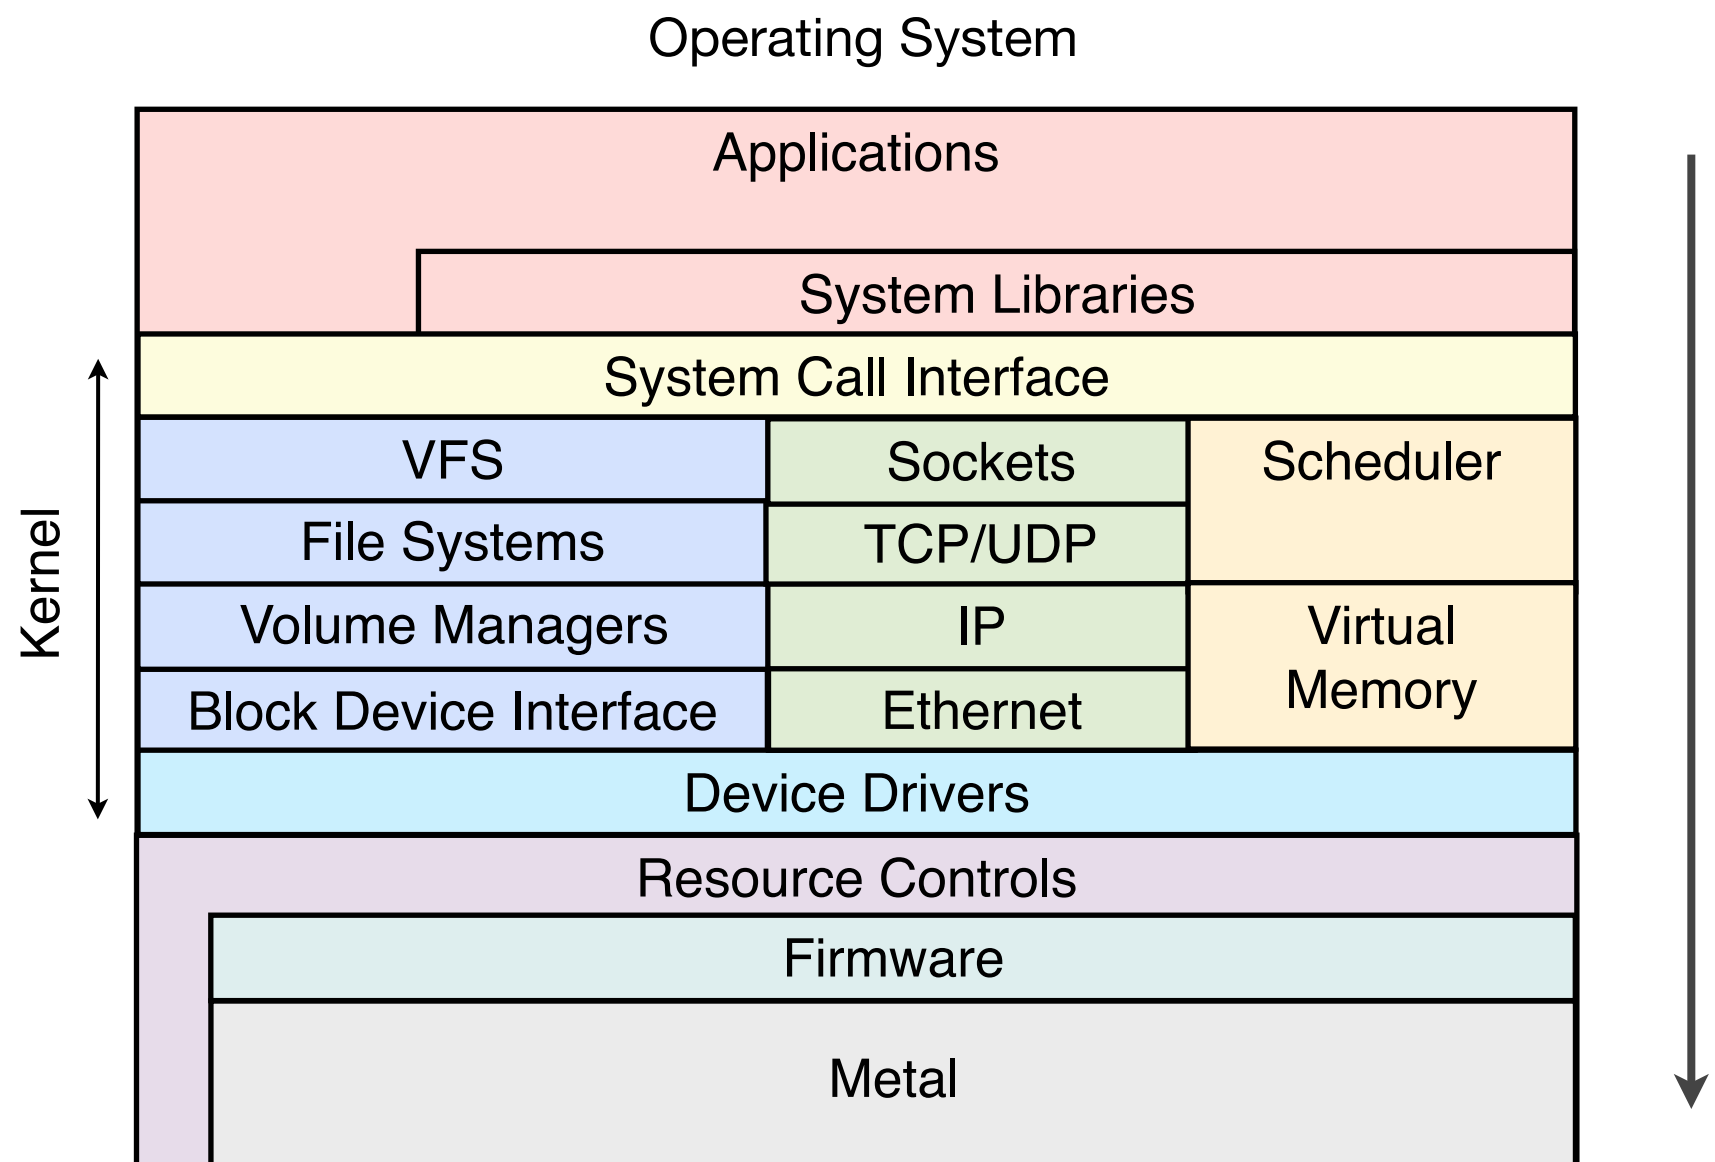 Operating System
Applications
System Libraries
System Call Interface
VFS
Sockets
Scheduler
File Systems
TCP/UDP
Volume Managers
IP
Virtual
Memory
Block Device Interface
Ethernet
Device Drivers
Kernel
Resource Controls
Firmware
Metal